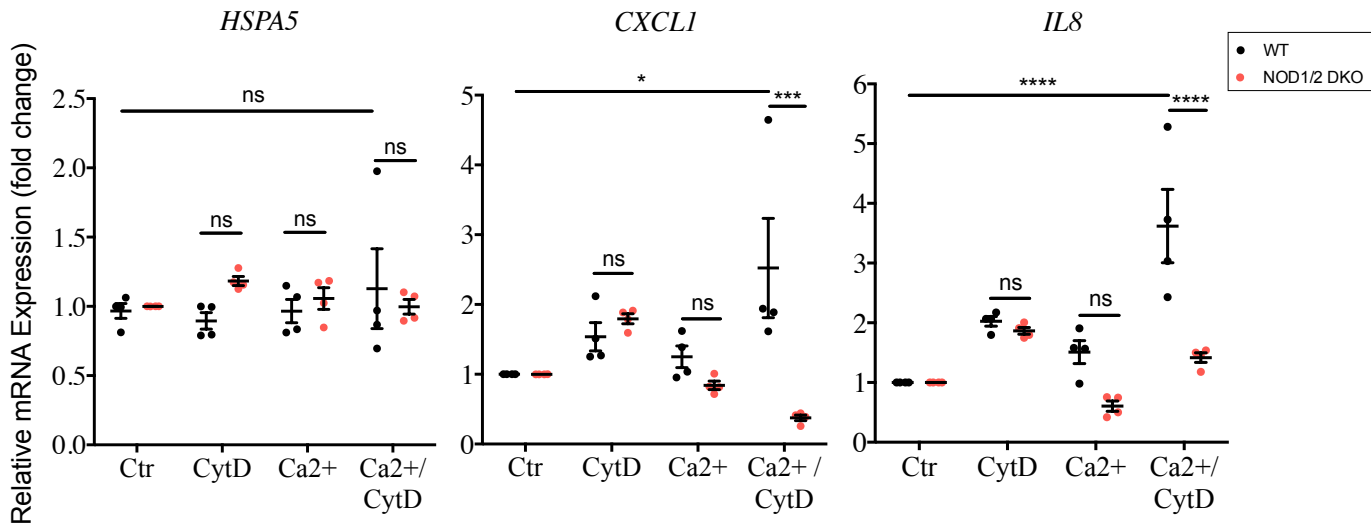 HSPA5
CXCL1
IL8
WT
NOD1/2 DKO
Relative mRNA Expression (fold change)
2.5
2.0
1.5
1.0
0.5
0.0
ns
ns
ns
ns
Ctr
CytD
Ca2+
Ca2+/
CytD
5
4
3
2
1
0
*
***
ns
ns
Ctr
CytD
Ca2+
Ca2+ /
CytD
6
5
4
3
2
1
0
****
****
ns
ns
Ctr
CytD
Ca2+
Ca2+/
CytD